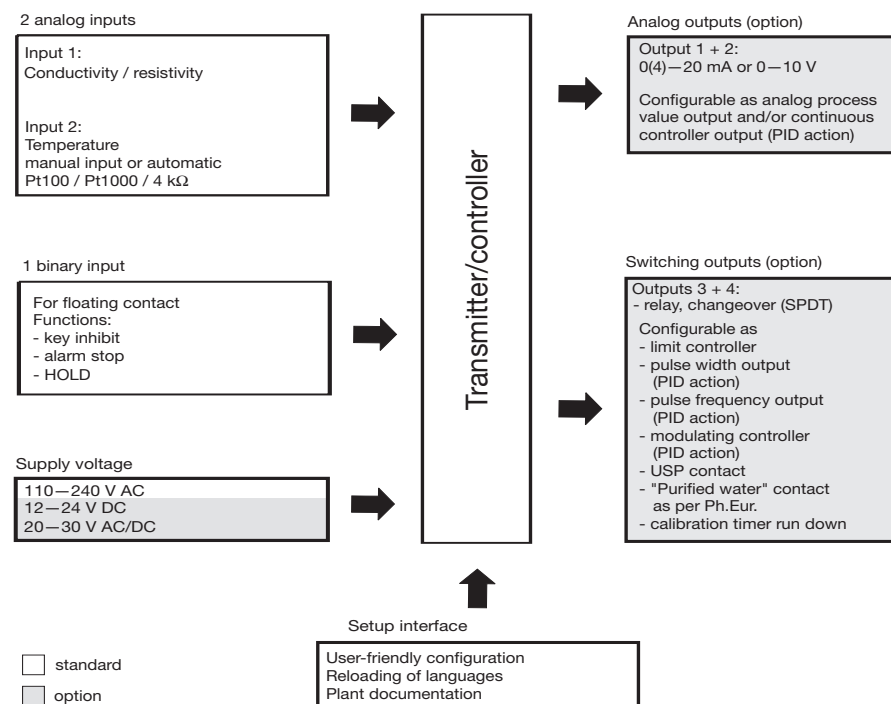 2 analog inputs
Input 1:
Conductivity / resistivity
Input 2:
Temperature
manual input or automatic
Pt100 / Pt1000 / 4 kΩ
1 binary input
For floating contact
Functions:
- key inhibit
- alarm stop
- HOLD
Supply voltage
110—240 V AC
12—24 V DC
20—30 V AC/DC
Transmitter/controller
Analog outputs (option)
Output 1 + 2:
0(4)—20 mA or 0—10 V
Configurable as analog process
value output and/or continuous
controller output (PID action)
Switching outputs (option)
Outputs 3 + 4:
- relay, changeover (SPDT)
Configurable as
- limit controller
- pulse width output
(PID action)
- pulse frequency output
(PID action)
- modulating controller
(PID action)
- USP contact
- "Purified water" contact
as per Ph.Eur.
- calibration timer run down
Setup interface
User-friendly configuration
Reloading of languages
Plant documentation
standard
option